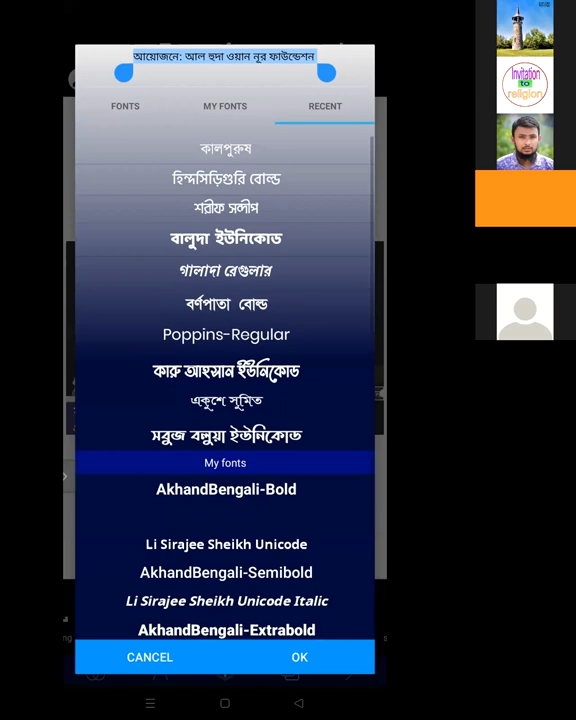 আয়োজনে: আল হুদা ওয়ান নূর ফাউন্ডেশন
FONTS
MY FONTS
RECENT
কালপুরুষ
হিন্দসিড়িগুরি বোল্ড
শরীফ সন্দীপ
বালুদা ইউনিকোড
গালাদা রেগুলার
বর্ণপাতা বোল্ড
Poppins-Regular
কারু আহসান ইউনিকোড
একুশে সুমিত
সবুজ বল্লুয়া ইউনিকোড
My fonts
AkhandBengali-Bold
Li Sirajee Sheikh Unicode
AkhandBengali-Semibold
Li Sirajee Sheikh Unicode Italic
AkhandBengali-Extrabold
CANCEL
OK
Invitation
to
religion